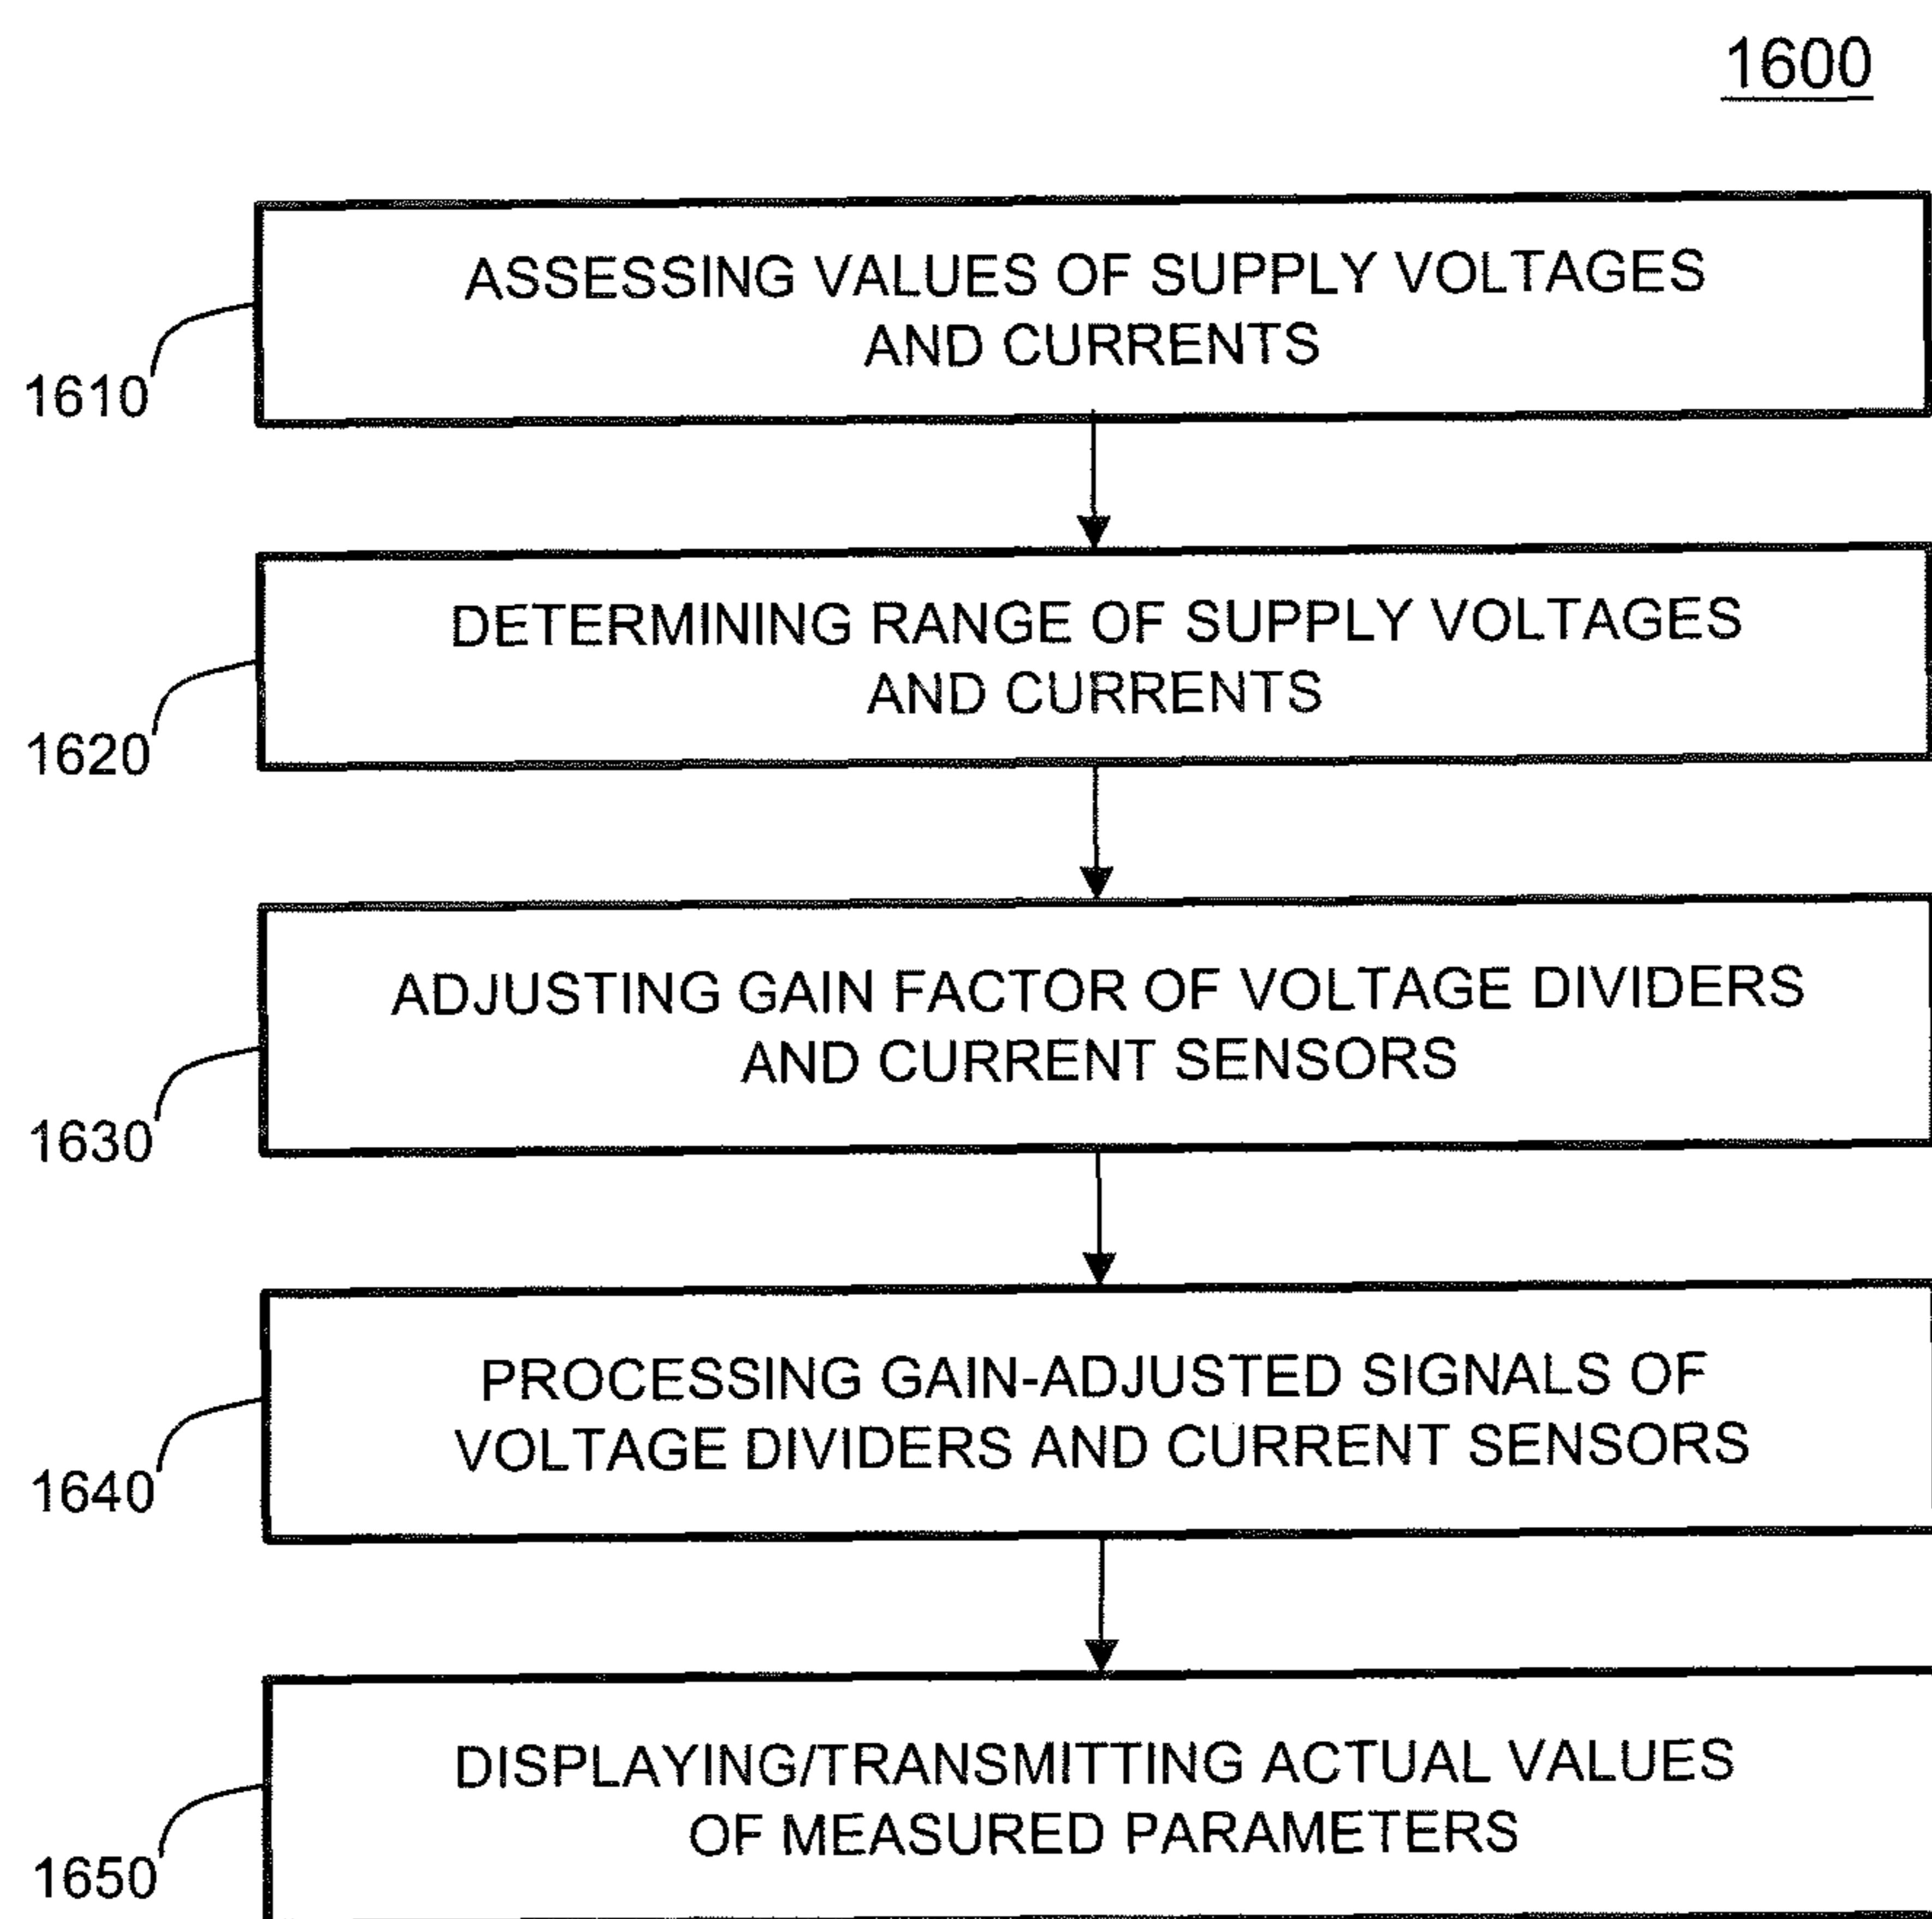 1600
ASSESSING VALUES OF SUPPLY VOLTAGES
AND CURRENTS
1610
DETERMINING RANGE OF SUPPLY VOLTAGES
AND CURRENTS
1620
ADJUSTING GAIN FACTOR OF VOLTAGE DIVIDERS
AND CURRENT SENSORS
1630
PROCESSING GAIN-ADJUSTED SIGNALS OF
VOLTAGE DIVIDERS AND CURRENT SENSORS
1640
DISPLAYING/TRANSMITTING ACTUAL VALUES
OF MEASURED PARAMETERS
1650